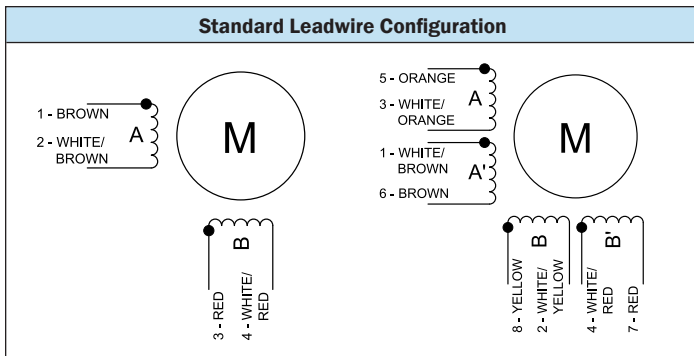 Standard Leadwire Configuration
1 - BROWN
2 - WHITE/
BROWN
A
M
B
3 - RED
4 - WHITE/
RED
5 - ORANGE
3 - WHITE/
ORANGE
A
1 - WHITE/
BROWN
6 - BROWN
A'
M
B
B'
8 - YELLOW
2 - WHITE/
YELLOW
4 - WHITE/
RED
7 - RED